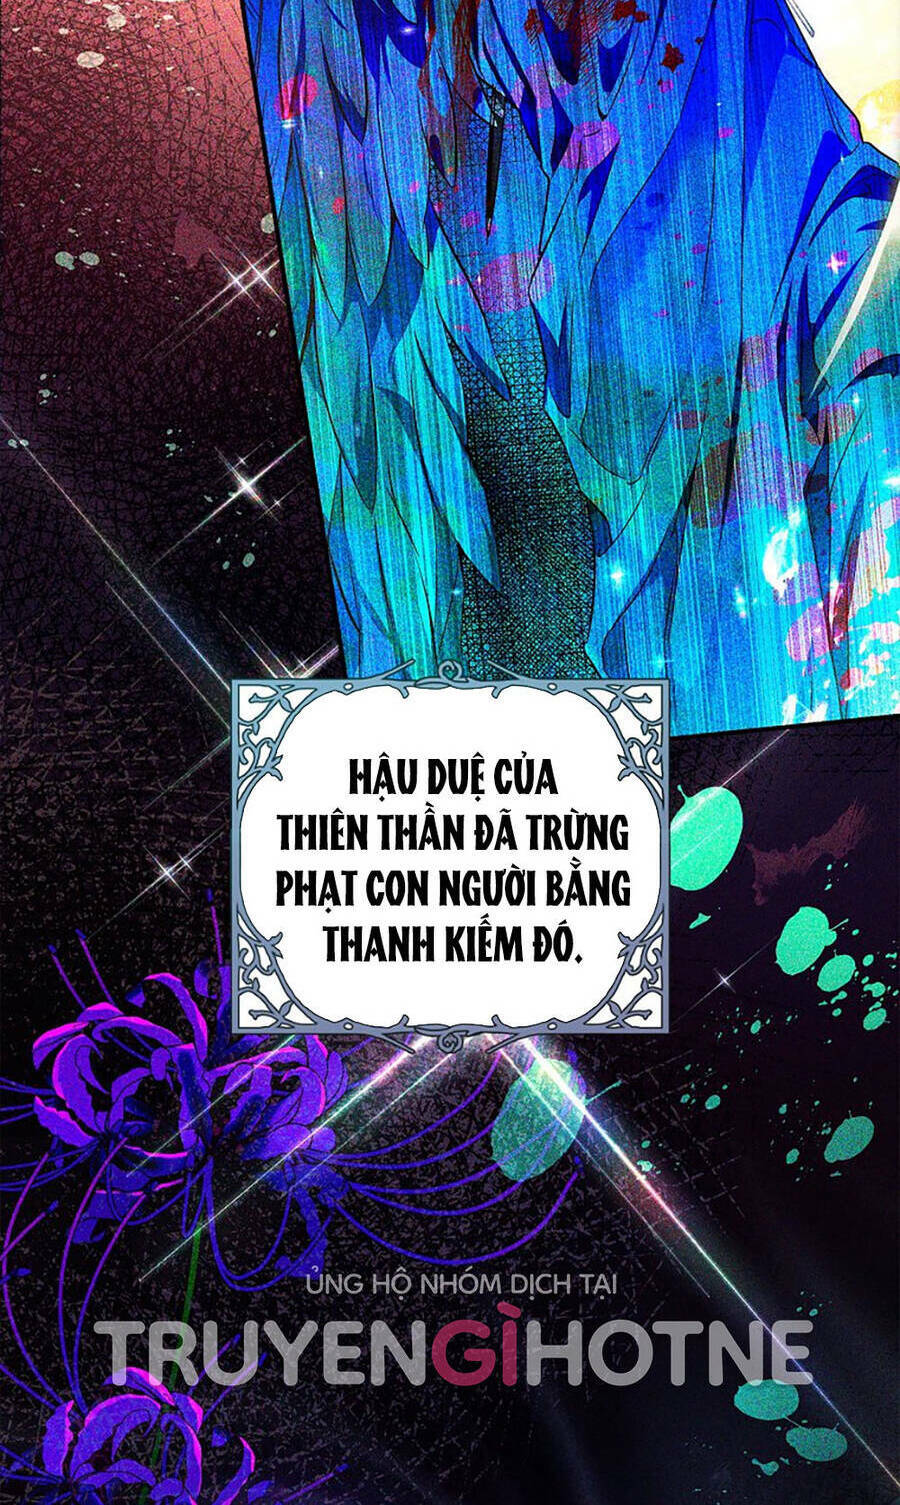 HẬU DUỆ CỦA
THIÊN THẦN ĐÃ TRỪNG
PHẠT CON NGƯỜI BẰNG
THANH KIẾM ĐÓ.
ỦNG HỘ NHÓM DỊCH TẠI
TRUYENGÌHOTNE